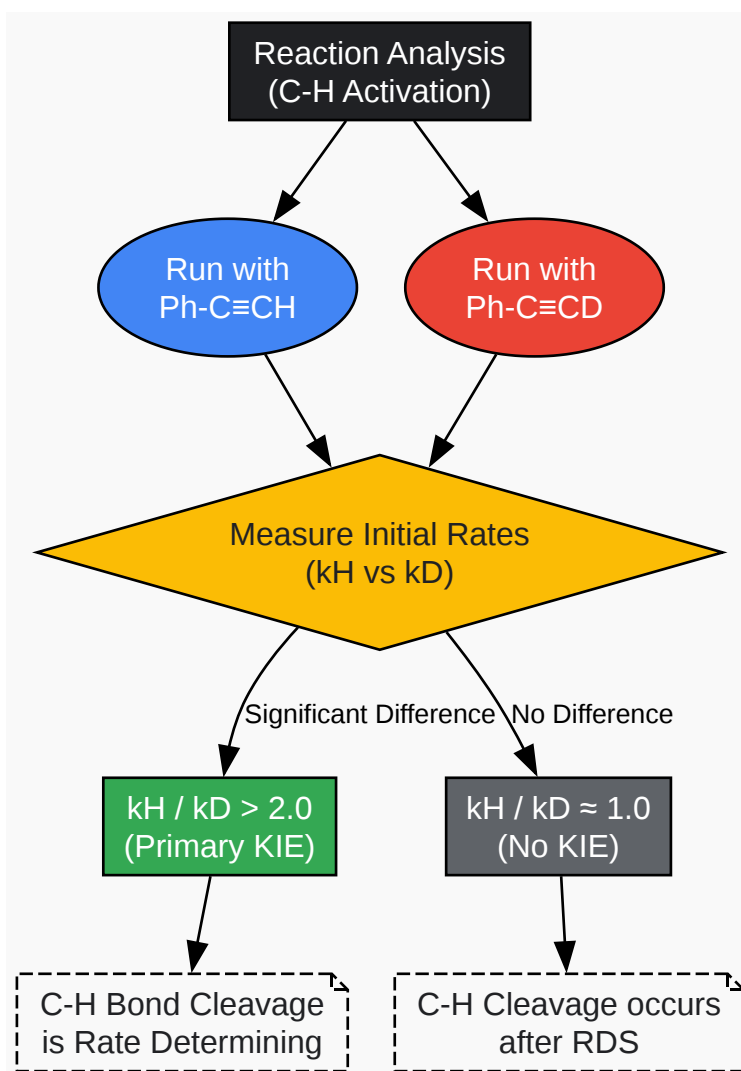 Reaction Analysis
(C-H Activation)
Run with
Ph-C≡CH
Run with
Ph-C≡CD
Measure Initial Rates
(kH vs kD)
Significant Difference
No Difference
kH / kD > 2.0
(Primary KIE)
kH / kD ≈ 1.0
(No KIE)
C-H Bond Cleavage
is Rate Determining
C-H Cleavage occurs
after RDS